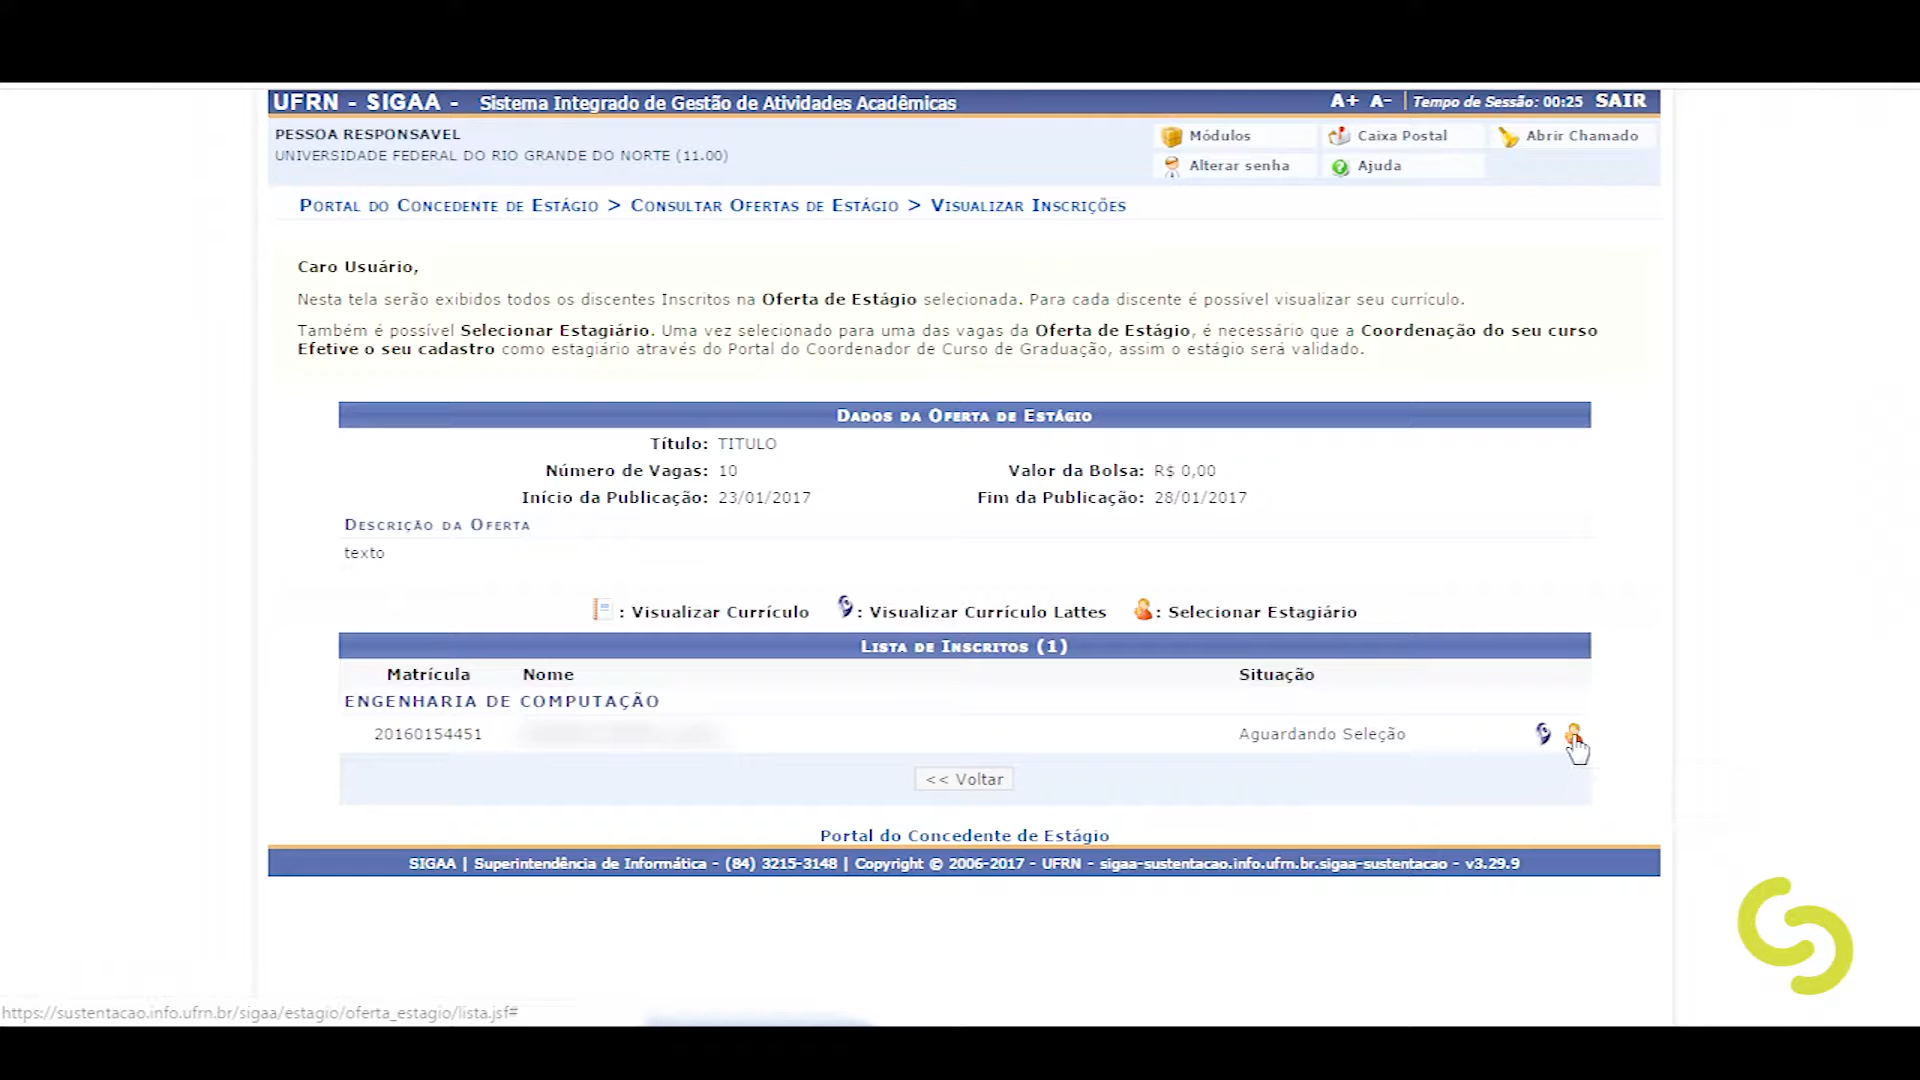 UFRN - SIGAA - Sistema Integrado de Gestão de Atividades Acadêmicas
A+ A- | Tempo de Sessão: 00:25 SAIR
PESSOA RESPONSAVEL
UNIVERSIDADE FEDERAL DO RIO GRANDE DO NORTE (11.00)
Módulos Caixa Postal Abrir Chamado
Alterar senha Ajuda
Portal do Concedente de Estágio > Consultar Ofertas de Estágio > Visualizar Inscrições
Caro Usuário,
Nesta tela serão exibidos todos os discentes Inscritos na Oferta de Estágio selecionada. Para cada discente é possível visualizar seu currículo.
Também é possível Selecionar Estagiário. Uma vez selecionado para uma das vagas da Oferta de Estágio, é necessário que a Coordenação do seu curso
Efetive o seu cadastro como estagiário através do Portal do Coordenador de Curso de Graduação, assim o estágio será validado.
Dados da Oferta de Estágio
Título: TITULO
Número de Vagas: 10 Valor da Bolsa: R$ 0,00
Início da Publicação: 23/01/2017 Fim da Publicação: 28/01/2017
Descrição da Oferta
texto
: Visualizar Currículo : Visualizar Currículo Lattes : Selecionar Estagiário
Lista de Inscritos (1)
Matrícula Nome Situação
ENGENHARIA DE COMPUTAÇÃO
20160154451 Aguardando Seleção
<< Voltar
Portal do Concedente de Estágio
SIGAA | Superintendência de Informática - (84) 3215-3148 | Copyright © 2006-2017 - UFRN - sigaa-sustentacao.info.ufrn.br.sigaa-sustentacao - v3.29.9
https://sustentacao.info.ufrn.br/sigaa/estagio/oferta_estagio/lista.jsf#